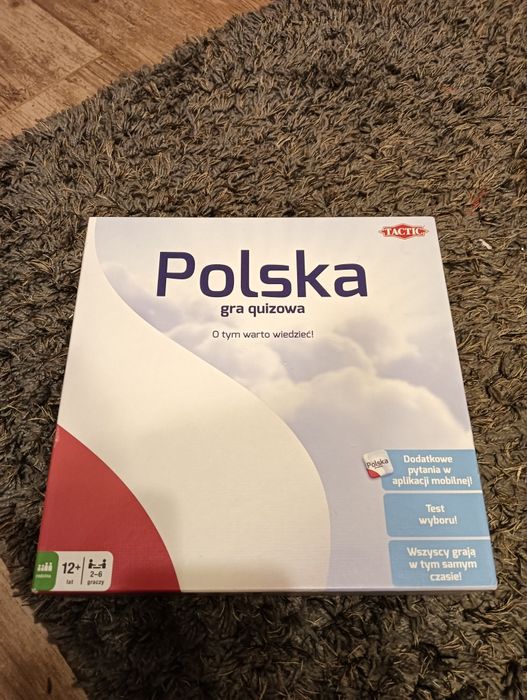 TACTIC
Polska
gra quizowa
O tym warto wiedzieć!
Polska
Dodatkowe
pytania w
aplikacji mobilnej!
Test
wyboru!
Wszyscy grają
w tym samym
czasie!
rodzinna
12+
lat
2-6
graczy